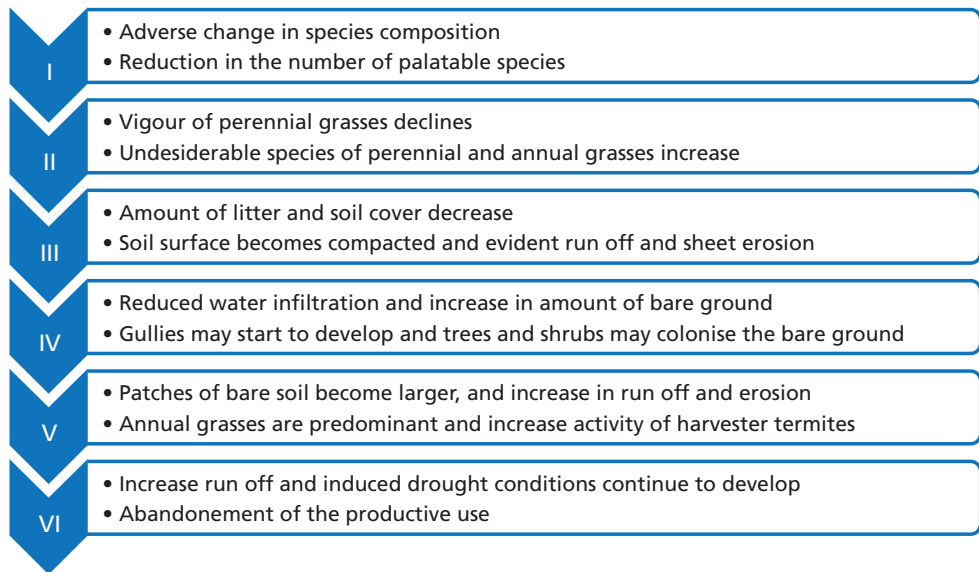 I
• Adverse change in species composition
• Reduction in the number of palatable species
II
• Vigour of perennial grasses declines
• Undesiderable species of perennial and annual grasses increase
III
• Amount of litter and soil cover decrease
• Soil surface becomes compacted and evident run off and sheet erosion
IV
• Reduced water infiltration and increase in amount of bare ground
• Gullies may start to develop and trees and shrubs may colonise the bare ground
V
• Patches of bare soil become larger, and increase in run off and erosion
• Annual grasses are predominant and increase activity of harvester termites
VI
• Increase run off and induced drought conditions continue to develop
• Abandonement of the productive use